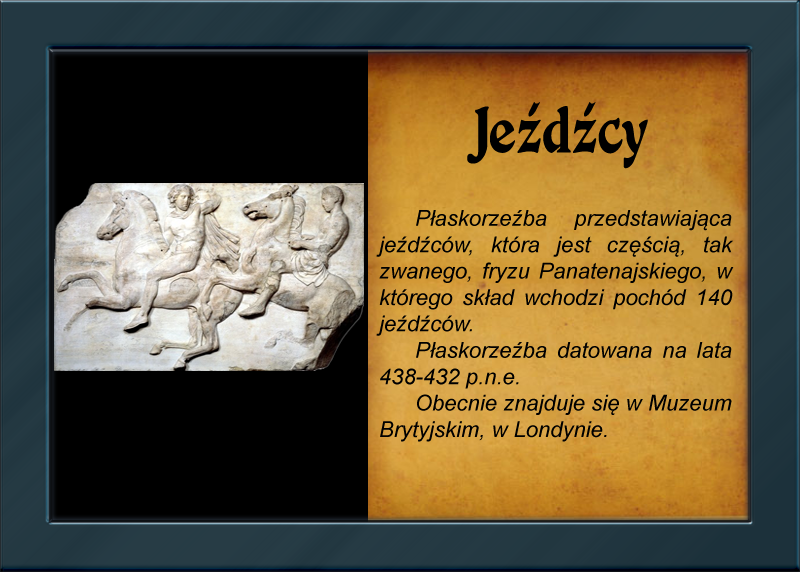 Jeźdźcy
Płaskorzeźba przedstawiająca
jeźdźców, która jest częścią, tak
zwanego, fryzu Panatenajskiego, w
którego skład wchodzi pochód 140
jeźdźców.
Płaskorzeźba datowana na lata
438-432 p.n.e.
Obecnie znajduje się w Muzeum
Brytyjskim, w Londynie.